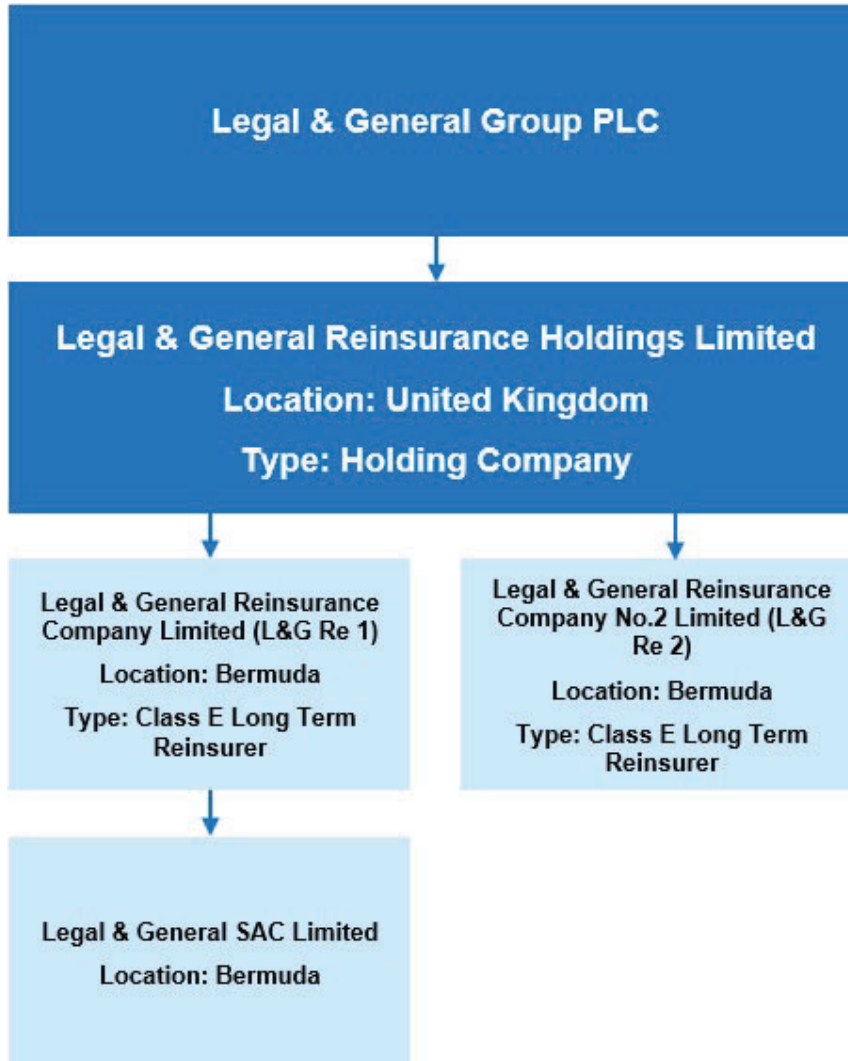 Legal & General Group PLC
Legal & General Reinsurance Holdings Limited
Location: United Kingdom
Type: Holding Company
Legal & General Reinsurance
Company Limited (L&G Re 1)
Location: Bermuda
Type: Class E Long Term
Reinsurer
Legal & General Reinsurance
Company No.2 Limited (L&G
Re 2)
Location: Bermuda
Type: Class E Long Term
Reinsurer
Legal & General SAC Limited
Location: Bermuda